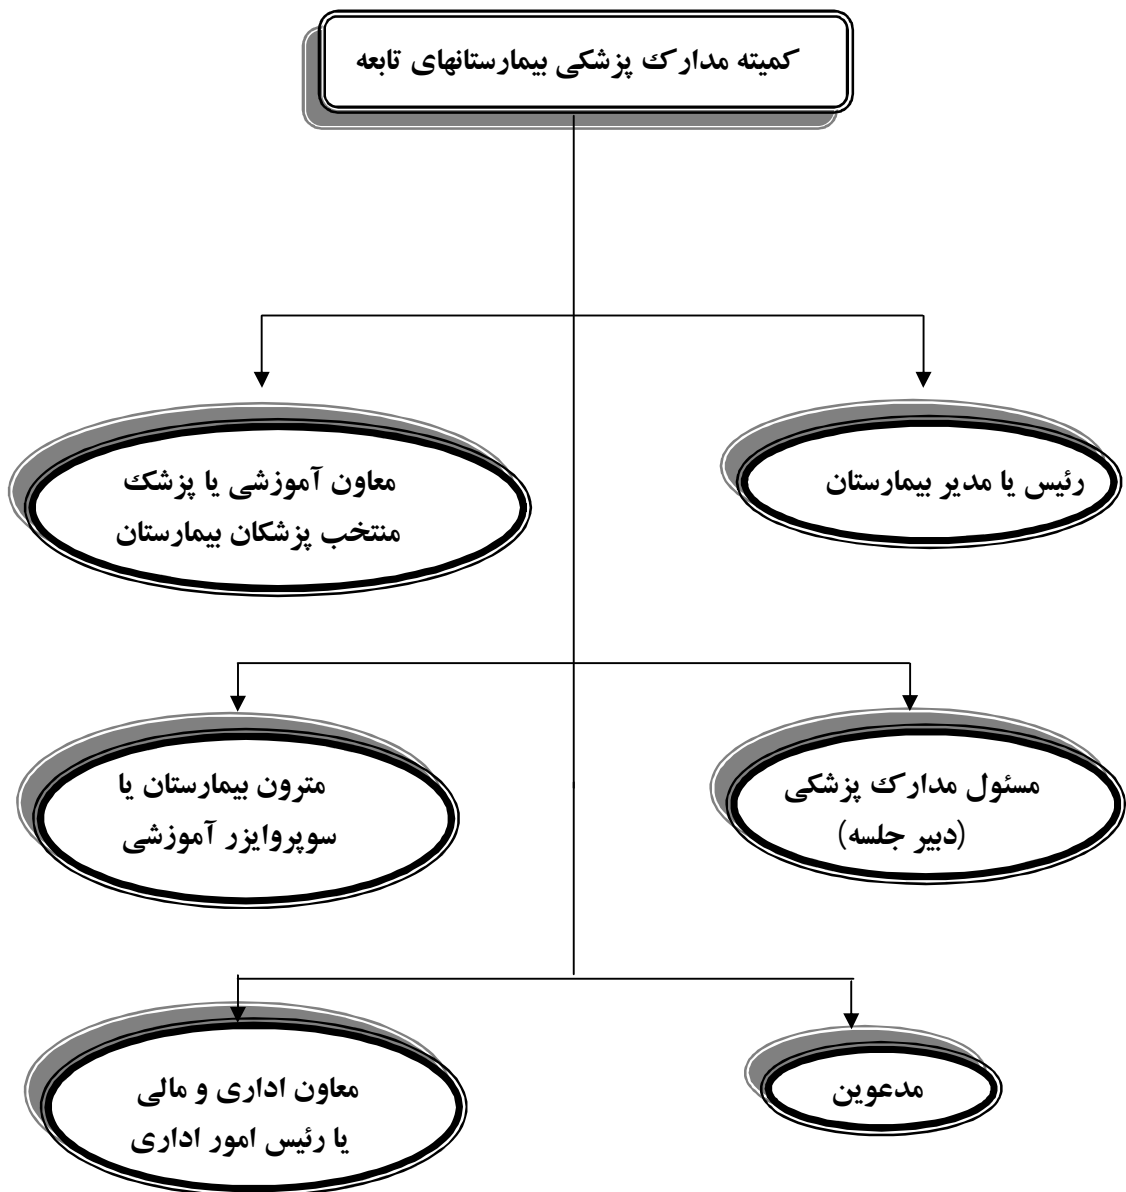 کمیته مدارک پزشکی بیمارستانهای تابعه
رئیس یا مدیر بیمارستان
معاون آموزشی یا پزشک
منتخب پزشکان بیمارستان
مسئول مدارک پزشکی
(دبیر جلسه)
مترون بیمارستان یا
سوپروایزر آموزشی
مدعوین
معاون اداری و مالی
یا رئیس امور اداری